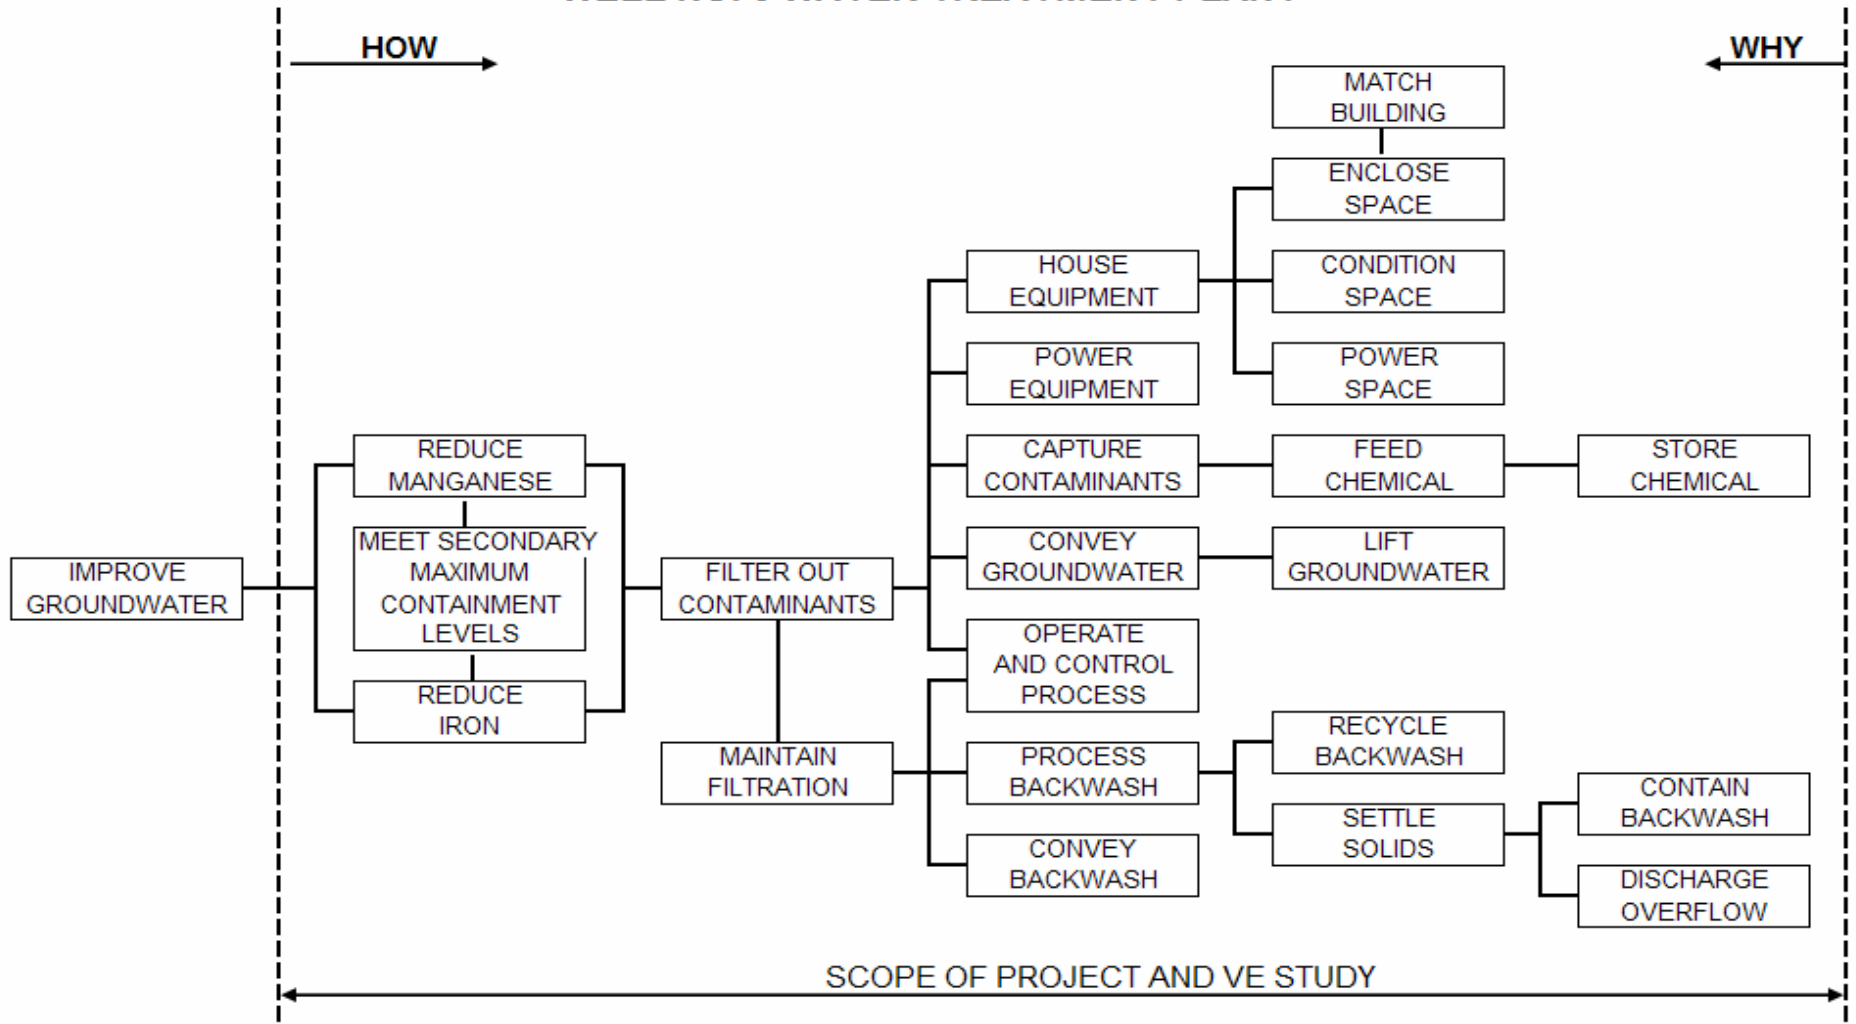 HOW
WHY
MATCH
BUILDING
ENCLOSE
SPACE
HOUSE
EQUIPMENT
CONDITION
SPACE
POWER
EQUIPMENT
POWER
SPACE
REDUCE
MANGANESE
CAPTURE
CONTAMINANTS
FEED
CHEMICAL
STORE
CHEMICAL
MEET SECONDARY
MAXIMUM
CONTAINMENT
LEVELS
CONVEY
GROUNDWATER
LIFT
GROUNDWATER
IMPROVE
GROUNDWATER
FILTER OUT
CONTAMINANTS
OPERATE
AND CONTROL
PROCESS
REDUCE
IRON
MAINTAIN
FILTRATION
PROCESS
BACKWASH
RECYCLE
BACKWASH
SETTLE
SOLIDS
CONTAIN
BACKWASH
CONVEY
BACKWASH
DISCHARGE
OVERFLOW
SCOPE OF PROJECT AND VE STUDY